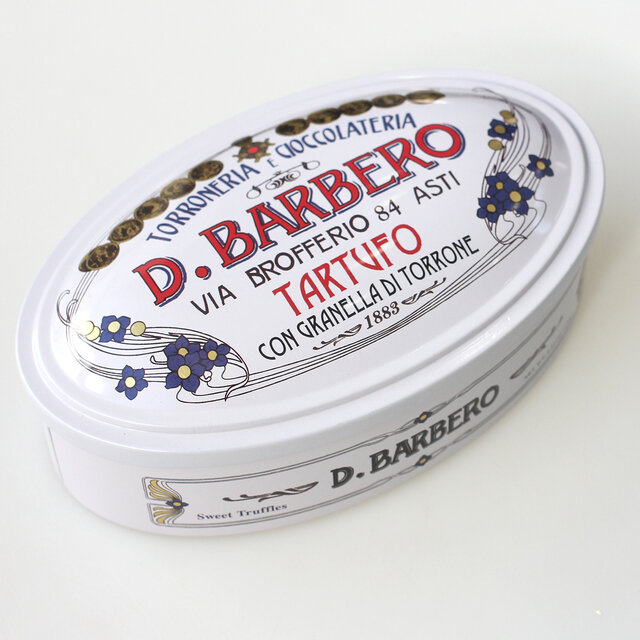 TORRONERIA E CIOCCOLATERIA
D. BARBERO
VIA BROFFERIO 84 ASTI
TARTUFO
CON GRANELLA DI TORRONE
1883
D. BARBERO
Sweet Truffles